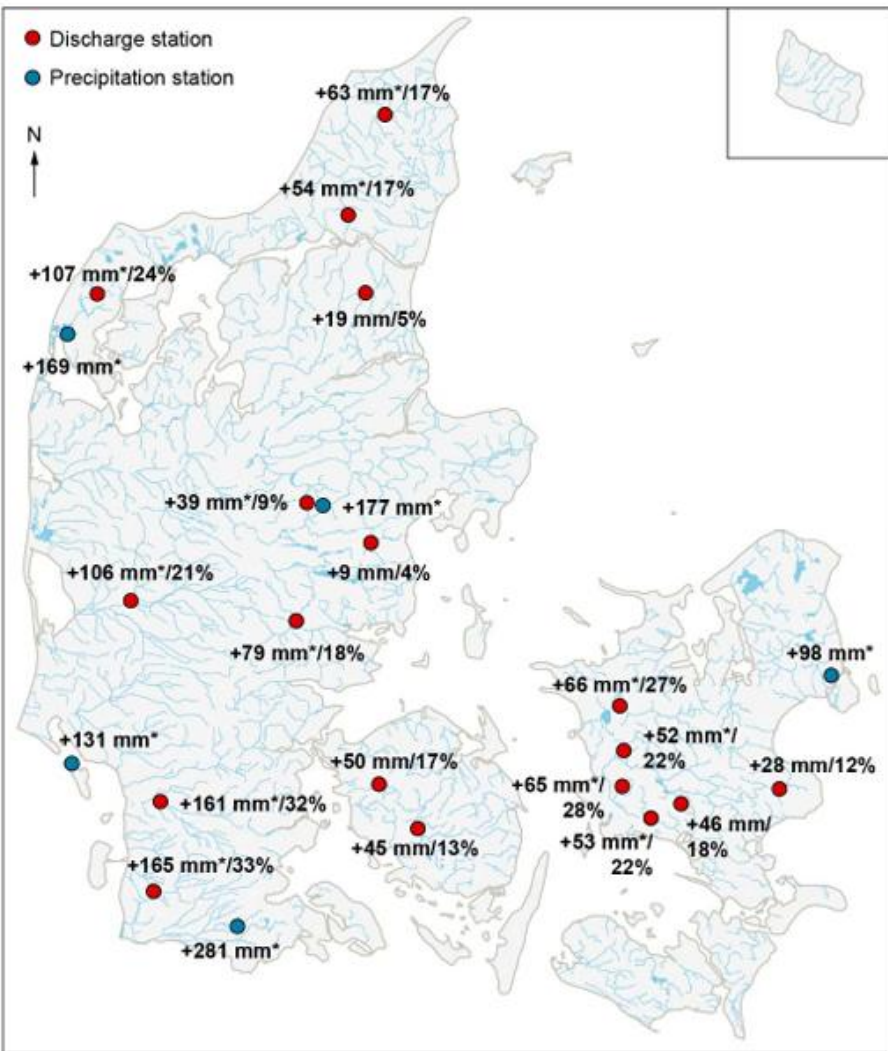 Discharge station
Precipitation station
N
+63 mm*/17%
+54 mm*/17%
+107 mm*/24%
+19 mm/5%
+169 mm*
+39 mm*/9%
+177 mm*
+9 mm/4%
+106 mm*/21%
+79 mm*/18%
+98 mm*
+66 mm*/27%
+131 mm*
+52 mm*/
22%
+50 mm/17%
+28 mm/12%
+65 mm*/
28%
+161 mm*/32%
+46 mm/
18%
+53 mm*/
22%
+45 mm/13%
+165 mm*/33%
+281 mm*